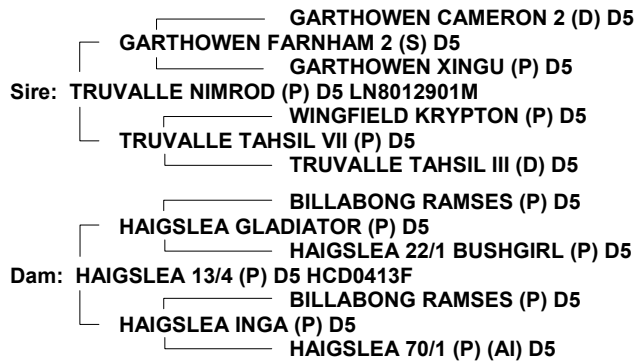 GARTHOWEN CAMERON 2 (D) D5
GARTHOWEN FARNHAM 2 (S) D5
GARTHOWEN XINGU (P) D5
Sire: TRUVALLE NIMROD (P) D5 LN8012901M
WINGFIELD KRYPTON (P) D5
TRUVALLE TAHSIL VII (P) D5
TRUVALLE TAHSIL III (D) D5
BILLABONG RAMSES (P) D5
HAIGSLEA GLADIATOR (P) D5
HAIGSLEA 22/1 BUSHGIRL (P) D5
Dam: HAIGSLEA 13/4 (P) D5 HCD0413F
BILLABONG RAMSES (P) D5
HAIGSLEA INGA (P) D5
HAIGSLEA 70/1 (P) (AI) D5